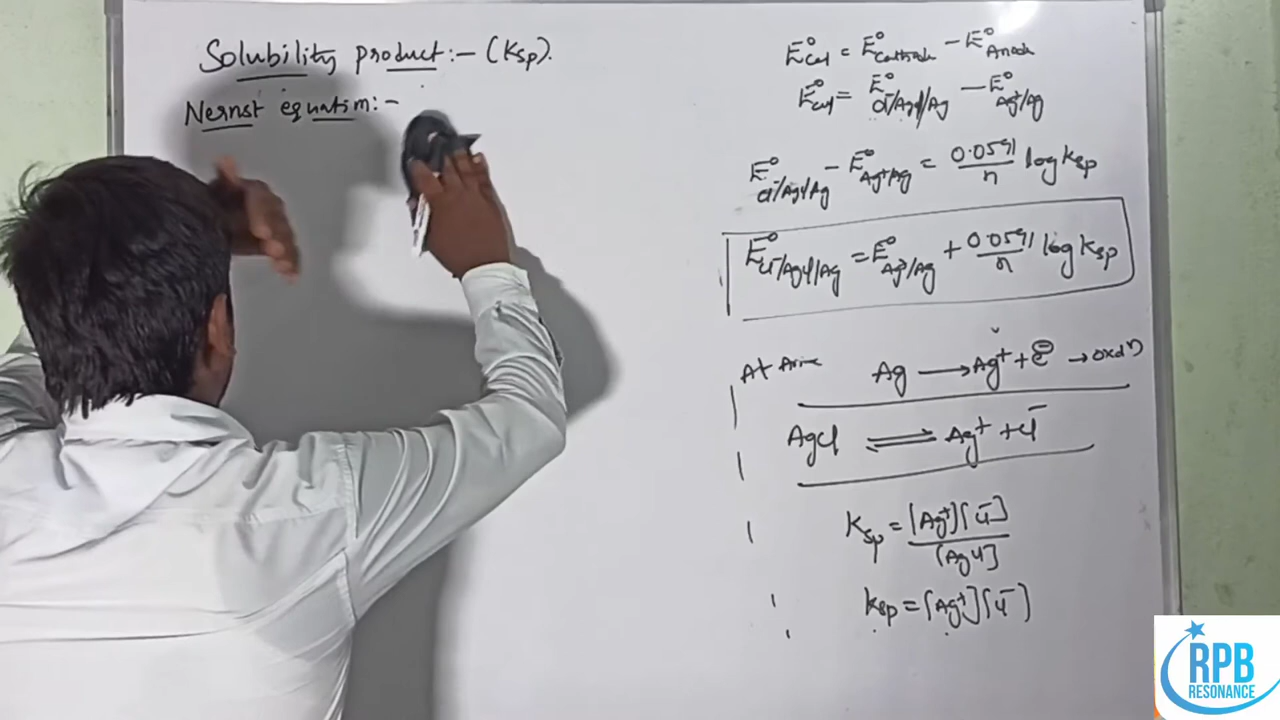 Solubility product:- (Ksp).
Nernst equation:-
E°Cell = E°Cathode - E°Anode
E°Cell = E°Cl⁻/AgCl/Ag - E°Ag⁺/Ag
E°Cl⁻/AgCl/Ag - E°Ag⁺/Ag = 0.0591/n log Ksp
E°Cl⁻/AgCl/Ag = E°Ag⁺/Ag + 0.0591/n log Ksp
Ag → Ag⁺ + e⊖ → oxdⁿ
AgCl ⇌ Ag⁺ + Cl⁻
Ksp = [Ag⁺][Cl⁻]/[AgCl]
Ksp = [Ag⁺][Cl⁻]
RPB
RESONANCE